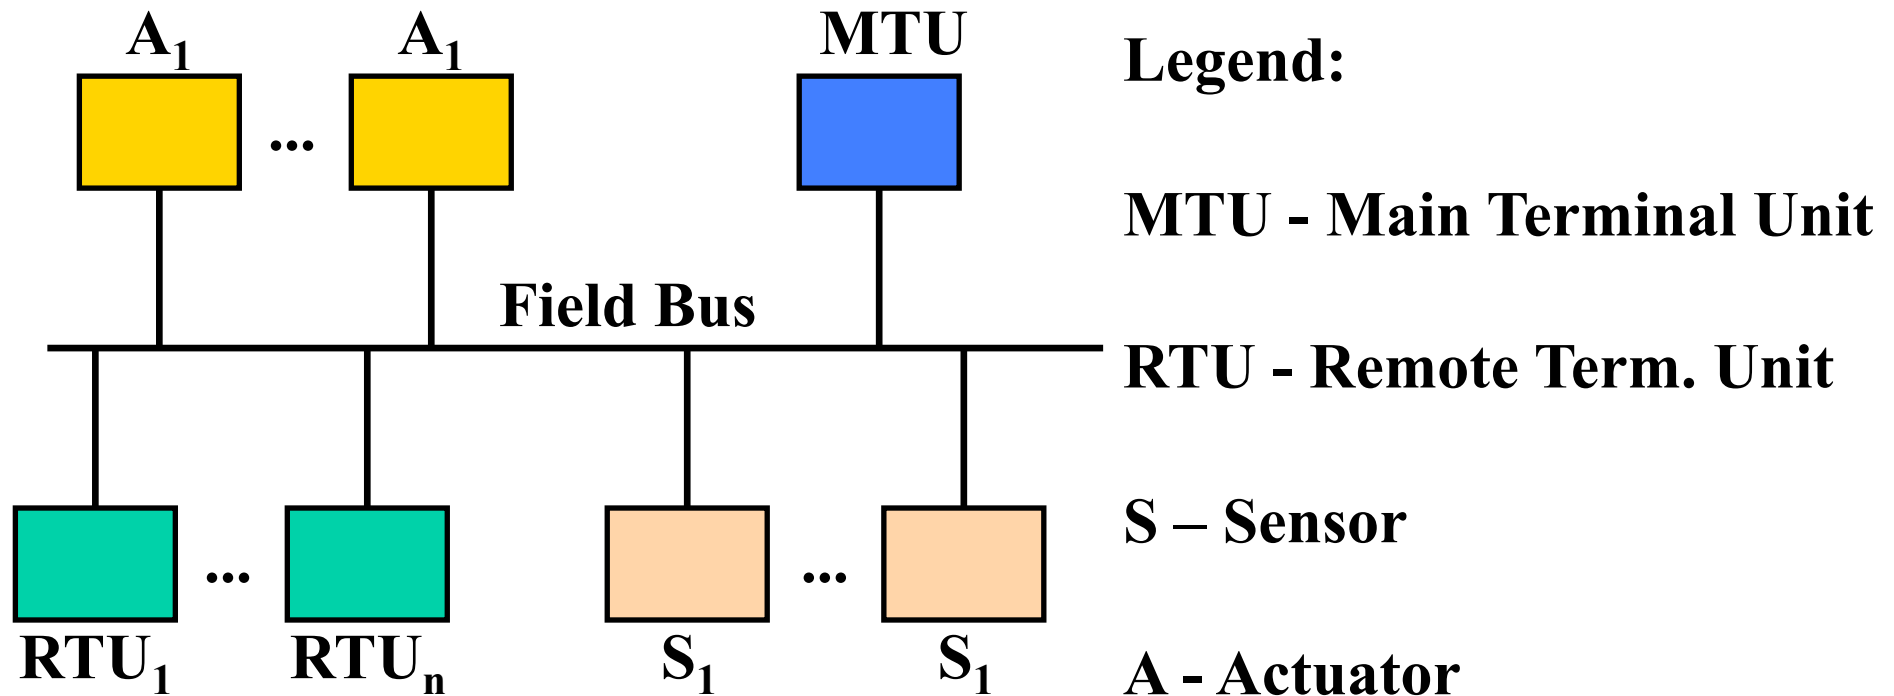 A₁ ... A₁ MTU
Legend:
MTU - Main Terminal Unit
Field Bus
RTU - Remote Term. Unit
S – Sensor
... ...
RTU₁ RTUₙ S₁ S₁
A - Actuator